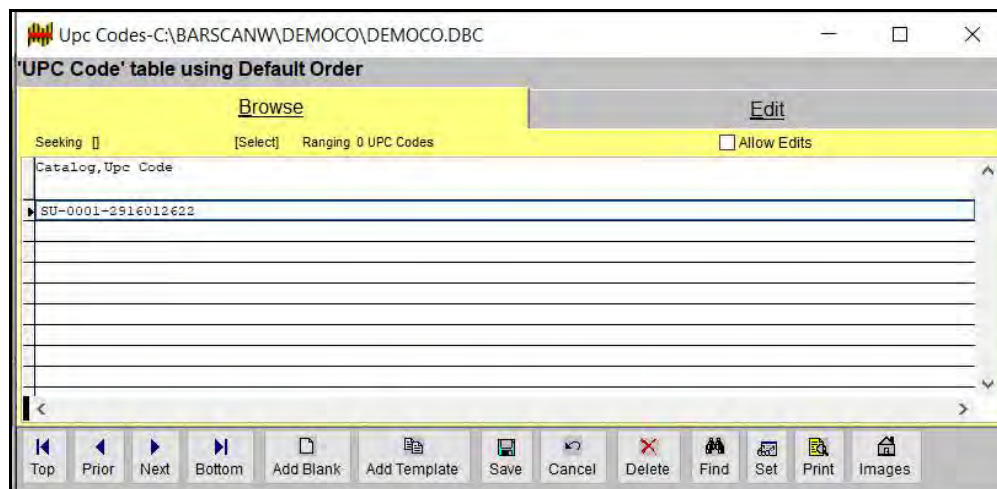 Upc Codes-C:\BARSCANW\DEMOCO\DEMOCO.DBC
'UPC Code' table using Default Order
Browse
Edit
Seeking [] [Select] Ranging 0 UPC Codes Allow Edits
Catalog,Upc Code
SU-0001-2916012622
Top Prior Next Bottom Add Blank Add Template Save Cancel Delete Find Set Print Images